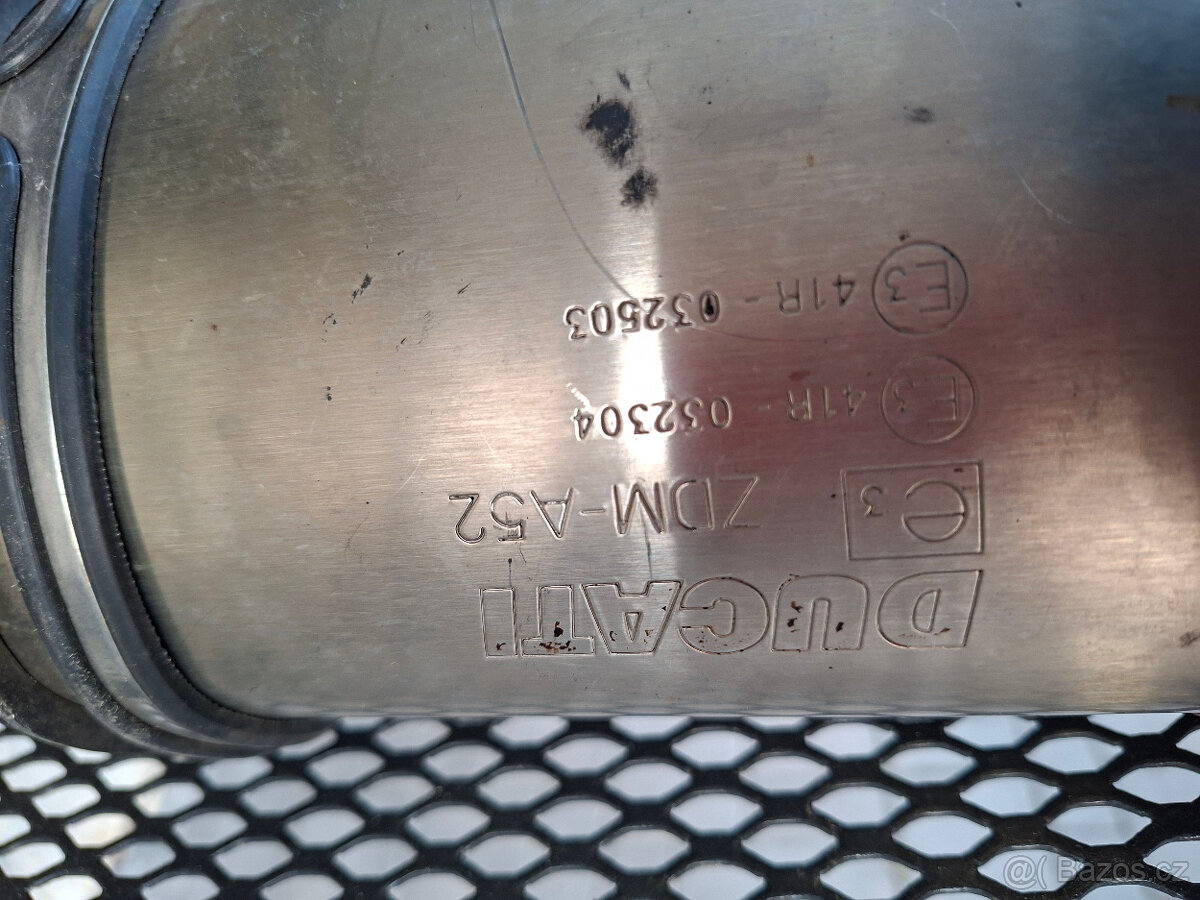 DUCATI
e3 ZDM-A52
E3 41R-032304
E3 41R-032503
@( Bazos.cz